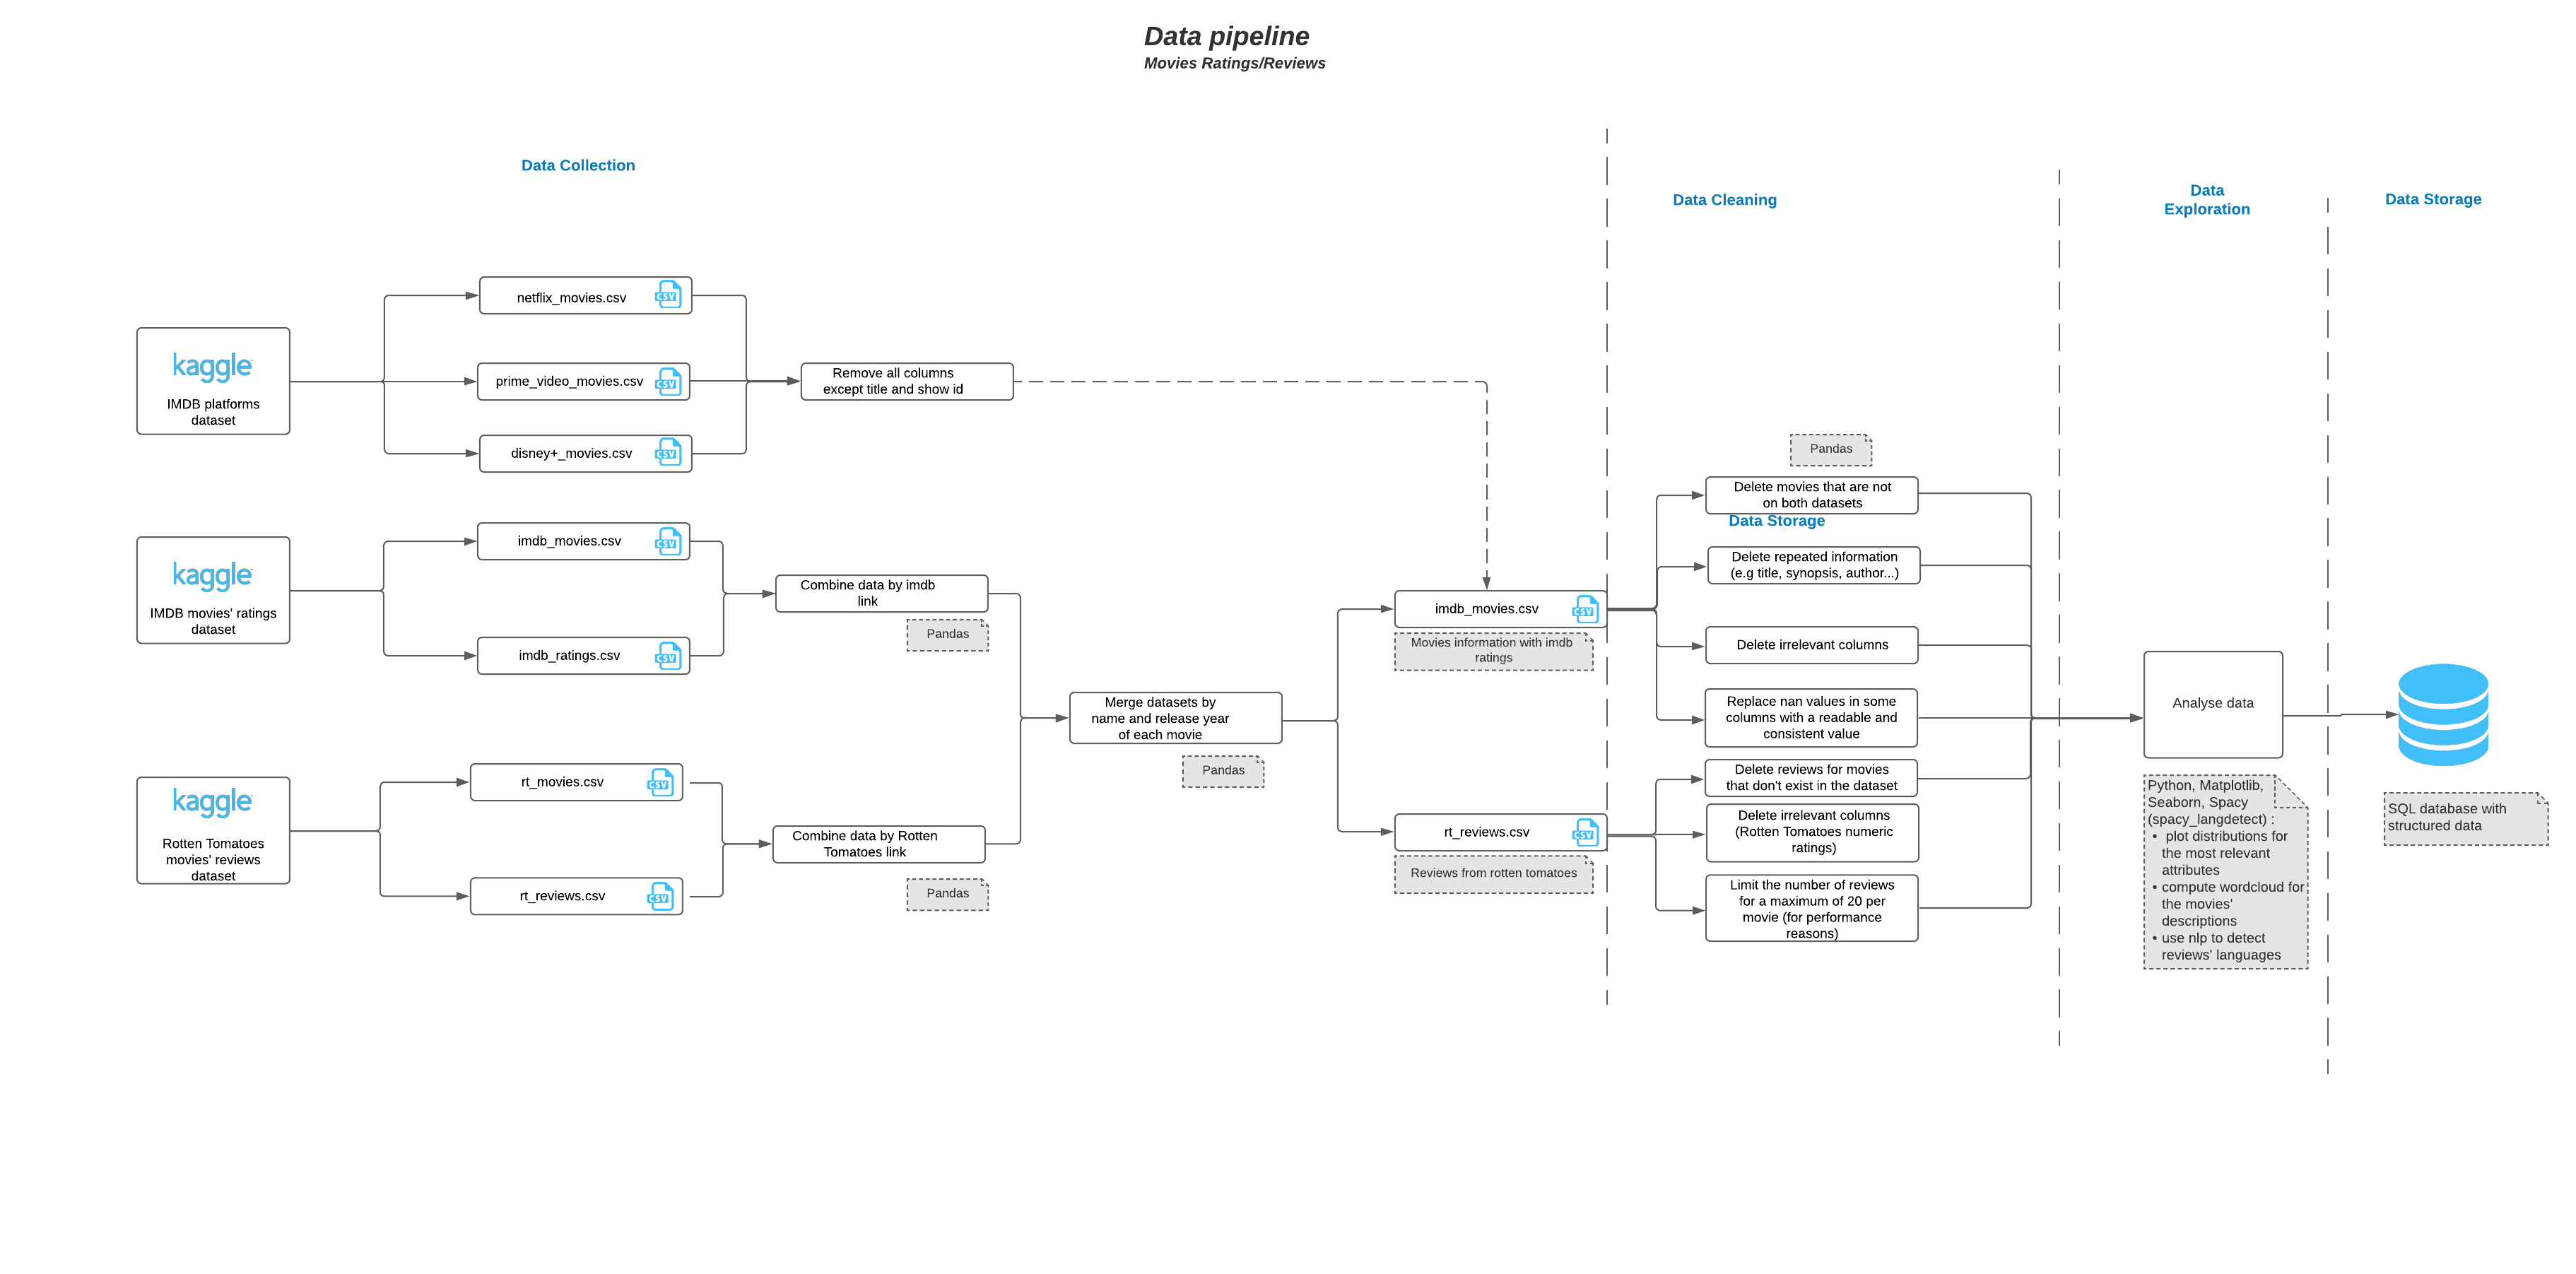 Data pipeline
Movies Ratings/Reviews
Data Collection
Data Cleaning
Data
Exploration
Data Storage
kaggle
IMDB platforms
dataset
netflix_movies.csv
CSV
prime_video_movies.csv
CSV
disney+_movies.csv
CSV
Remove all columns
except title and show id
kaggle
IMDB movies' ratings
dataset
imdb_movies.csv
CSV
imdb_ratings.csv
CSV
Combine data by imdb
link
Pandas
kaggle
Rotten Tomatoes
movies' reviews
dataset
rt_movies.csv
CSV
rt_reviews.csv
CSV
Combine data by Rotten
Tomatoes link
Pandas
Merge datasets by
name and release year
of each movie
Pandas
imdb_movies.csv
CSV
Movies information with imdb
ratings
rt_reviews.csv
CSV
Reviews from rotten tomatoes
Pandas
Delete movies that are not
on both datasets
Data Storage
Delete repeated information
(e.g title, synopsis, author...)
Delete irrelevant columns
Replace nan values in some
columns with a readable and
consistent value
Delete reviews for movies
that don't exist in the dataset
Delete irrelevant columns
(Rotten Tomatoes numeric
ratings)
Limit the number of reviews
for a maximum of 20 per
movie (for performance
reasons)
Analyse data
Python, Matplotlib,
Seaborn, Spacy
(spacy_langdetect) :
• plot distributions for
the most relevant
attributes
• compute wordcloud for
the movies'
descriptions
• use nlp to detect
reviews' languages
SQL database with
structured data